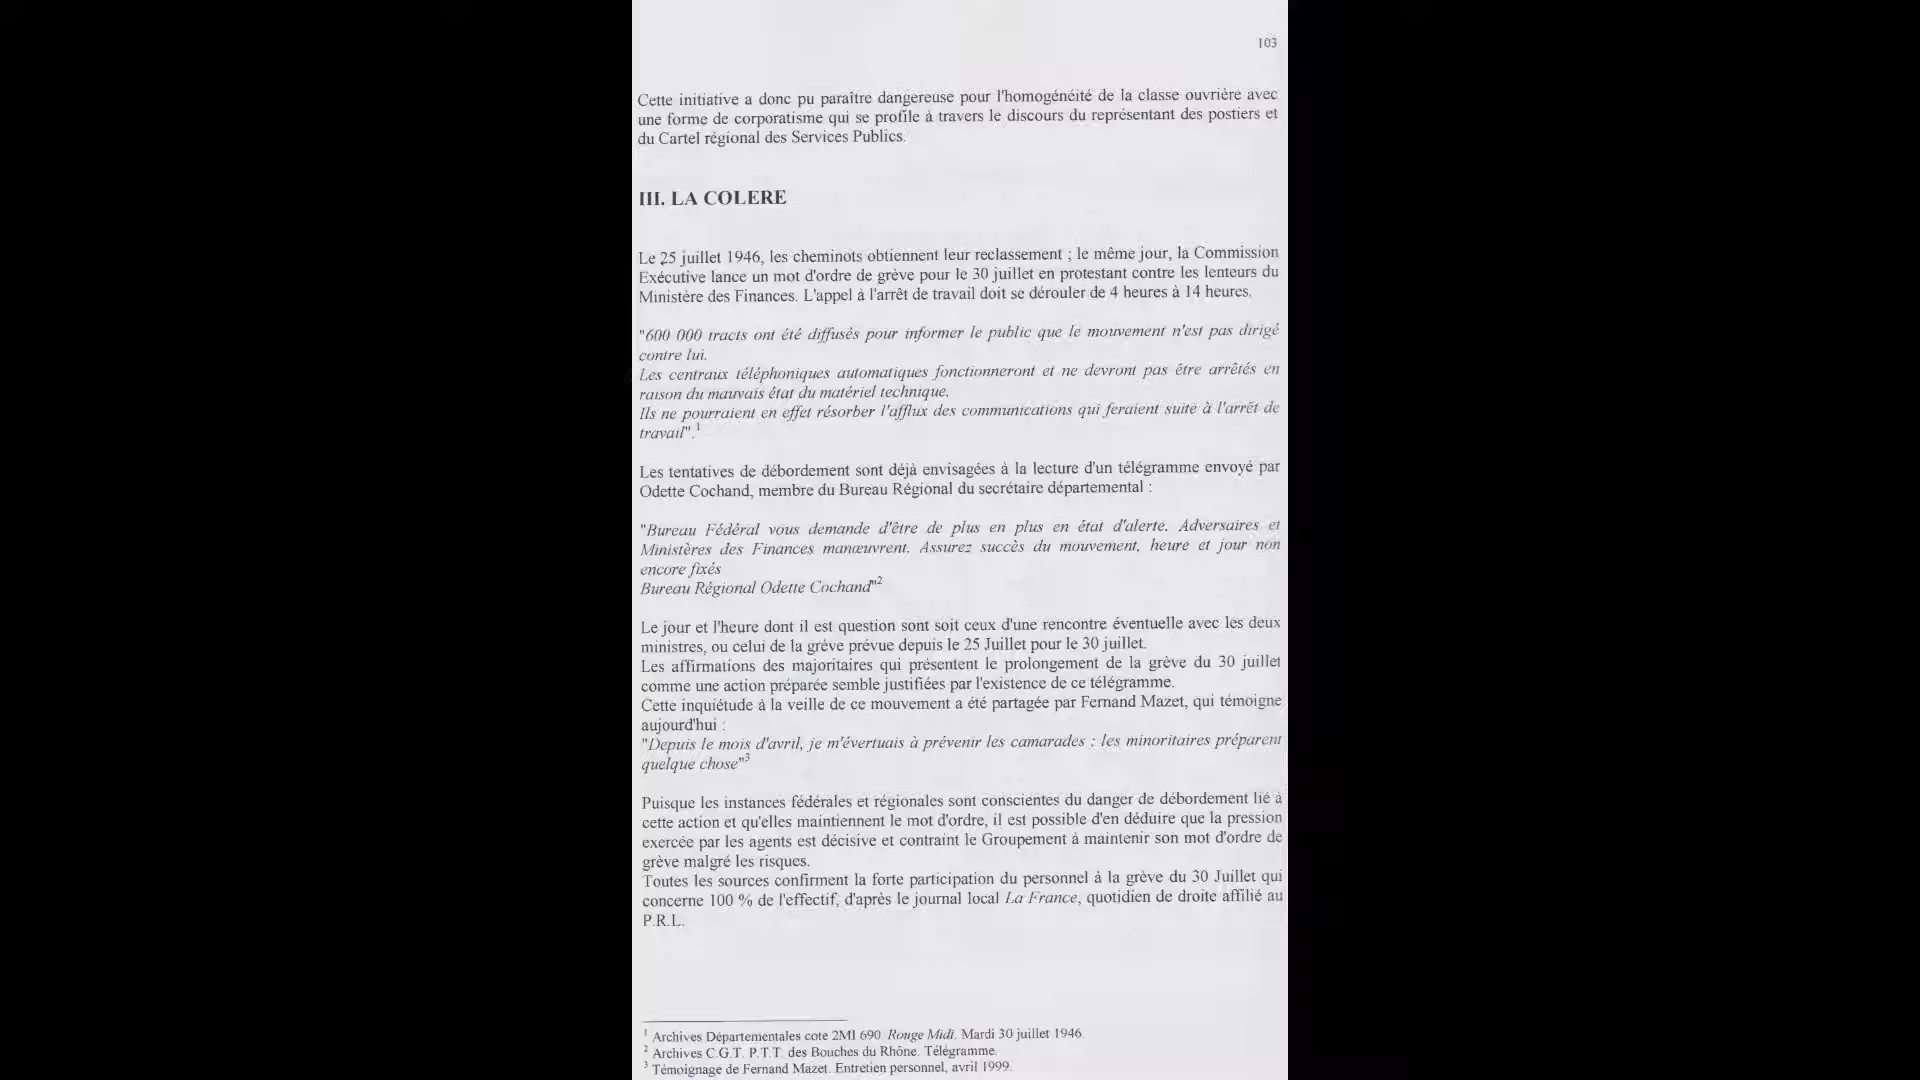 103
Cette initiative a donc pu paraître dangereuse pour l'homogénéité de la classe ouvrière avec
une forme de corporatisme qui se profile à travers le discours du représentant des postiers et
du Cartel régional des Services Publics.
III. LA COLERE
Le 25 juillet 1946, les cheminots obtiennent leur reclassement ; le même jour, la Commission
Exécutive lance un mot d'ordre de grève pour le 30 juillet en protestant contre les lenteurs du
Ministère des Finances. L'appel à l'arrêt de travail doit se dérouler de 4 heures à 14 heures.
"600 000 tracts ont été diffusés pour informer le public que le mouvement n'est pas dirigé
contre lui.
Les centraux téléphoniques automatiques fonctionneront et ne devront pas être arrêtés en
raison du mauvais état du matériel technique.
Ils ne pourraient en effet résorber l'afflux des communications qui feraient suite à l'arrêt de
travail".1
Les tentatives de débordement sont déjà envisagées à la lecture d'un télégramme envoyé par
Odette Cochand, membre du Bureau Régional du secrétaire départemental :
"Bureau Fédéral vous demande d'être de plus en plus en état d'alerte. Adversaires et
Ministères des Finances manœuvrent. Assurez succès du mouvement, heure et jour non
encore fixés
Bureau Régional Odette Cochand"2
Le jour et l'heure dont il est question sont soit ceux d'une rencontre éventuelle avec les deux
ministres, ou celui de la grève prévue depuis le 25 Juillet pour le 30 juillet.
Les affirmations des majoritaires qui présentent le prolongement de la grève du 30 juillet
comme une action préparée semble justifiées par l'existence de ce télégramme.
Cette inquiétude à la veille de ce mouvement a été partagée par Fernand Mazet, qui témoigne
aujourd'hui :
"Depuis le mois d'avril, je m'évertuais à prévenir les camarades : les minoritaires préparent
quelque chose"3
Puisque les instances fédérales et régionales sont conscientes du danger de débordement lié à
cette action et qu'elles maintiennent le mot d'ordre, il est possible d'en déduire que la pression
exercée par les agents est décisive et contraint le Groupement à maintenir son mot d'ordre de
grève malgré les risques.
Toutes les sources confirment la forte participation du personnel à la grève du 30 Juillet qui
concerne 100 % de l'effectif, d'après le journal local La France, quotidien de droite affilié au
P.R.L.
1 Archives Départementales cote 2MI 690. Rouge Midi. Mardi 30 juillet 1946.
2 Archives C.G.T. P.T.T. des Bouches du Rhône. Télégramme.
3 Témoignage de Fernand Mazet. Entretien personnel, avril 1999.